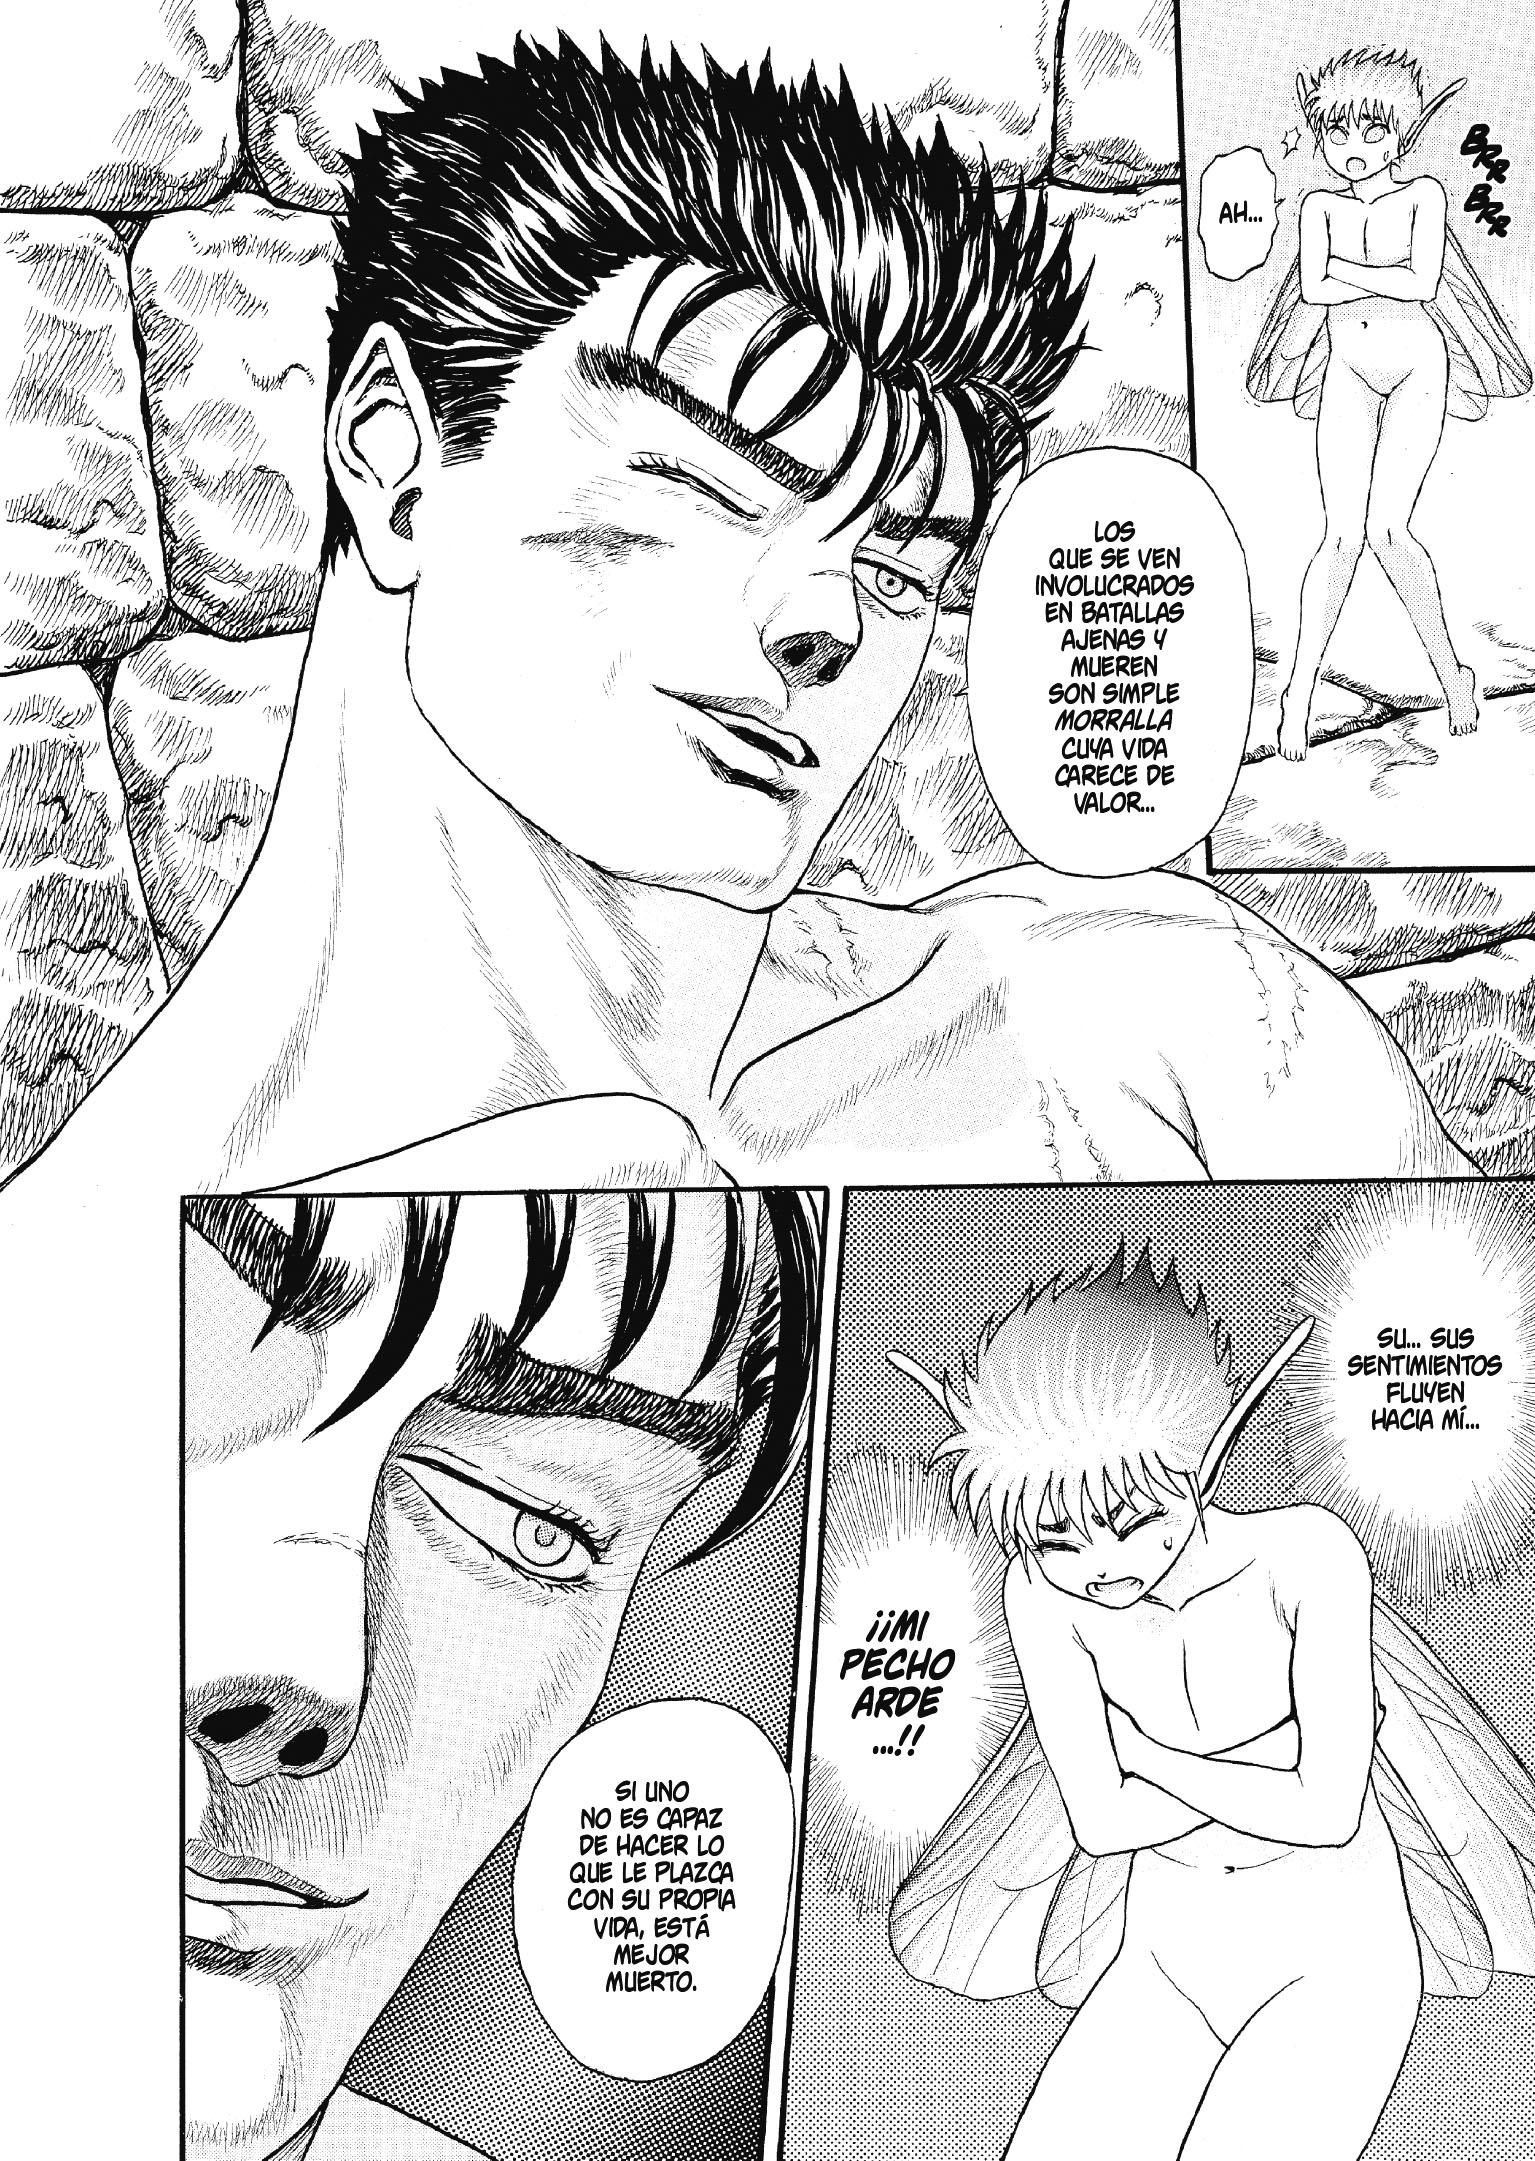 BRR
BRR
AH...
LOS
QUE SE VEN
INVOLUCRADOS
EN BATALLAS
AJENAS Y
MUEREN
SON SIMPLE
MORRALLA
CUYA VIDA
CARECE DE
VALOR...
SU... SUS
SENTIMIENTOS
FLUYEN
HACIA MÍ...
¡¡MI
PECHO
ARDE
...!!
SI UNO
NO ES CAPAZ
DE HACER LO
QUE LE PLAZCA
CON SU PROPIA
VIDA, ESTÁ
MEJOR
MUERTO.